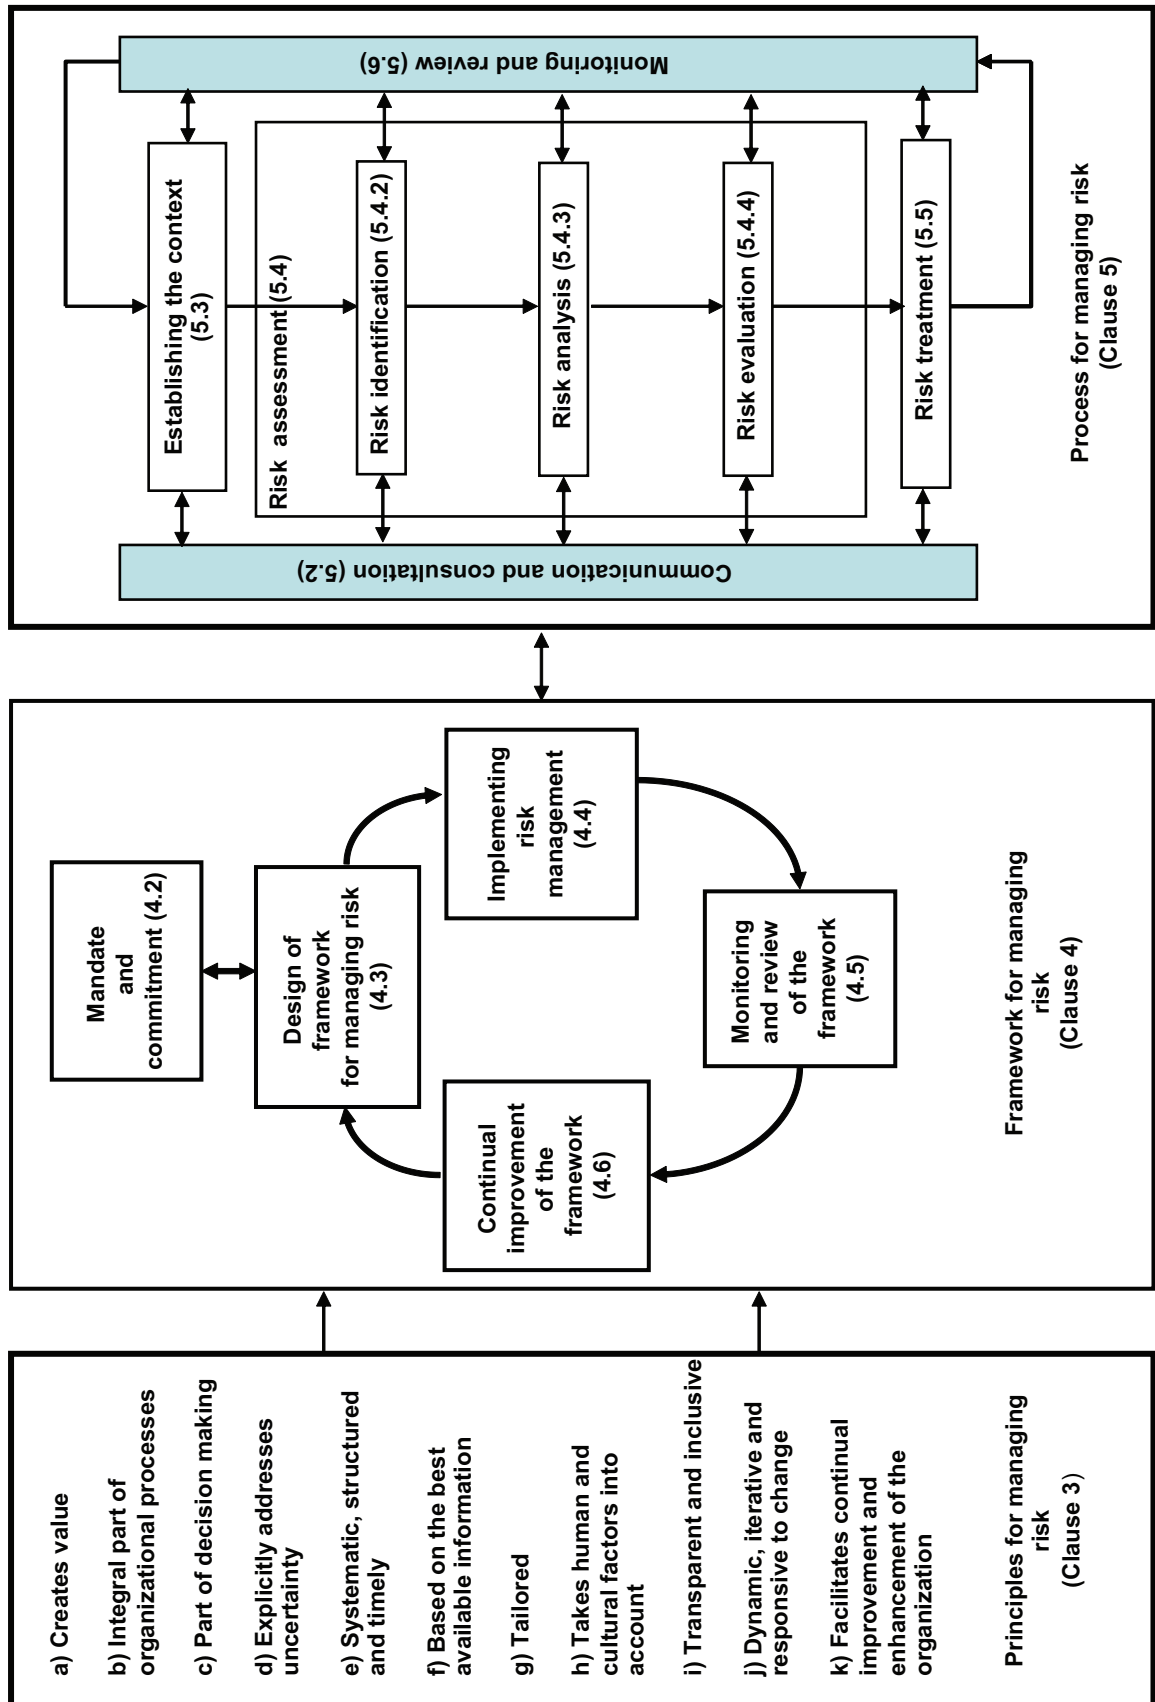 a) Creates value
b) Integral part of
organizational processes
c) Part of decision making
d) Explicitly addresses
uncertainty
e) Systematic, structured
and timely
f) Based on the best
available information
g) Tailored
h) Takes human and
cultural factors into
account
i) Transparent and inclusive
j) Dynamic, iterative and
responsive to change
k) Facilitates continual
improvement and
enhancement of the
organization
Principles for managing
risk
(Clause 3)
Mandate
and
commitment (4.2)
Design of
framework
for managing risk
(4.3)
Implementing
risk
management
(4.4)
Monitoring
and review
of the
framework
(4.5)
Continual
improvement
of the
framework
(4.6)
Framework for managing
risk
(Clause 4)
Communication and consultation (5.2)
Establishing the context
(5.3)
Risk assessment (5.4)
Risk identification (5.4.2)
Risk analysis (5.4.3)
Risk evaluation (5.4.4)
Risk treatment (5.5)
Monitoring and review (5.6)
Process for managing risk
(Clause 5)